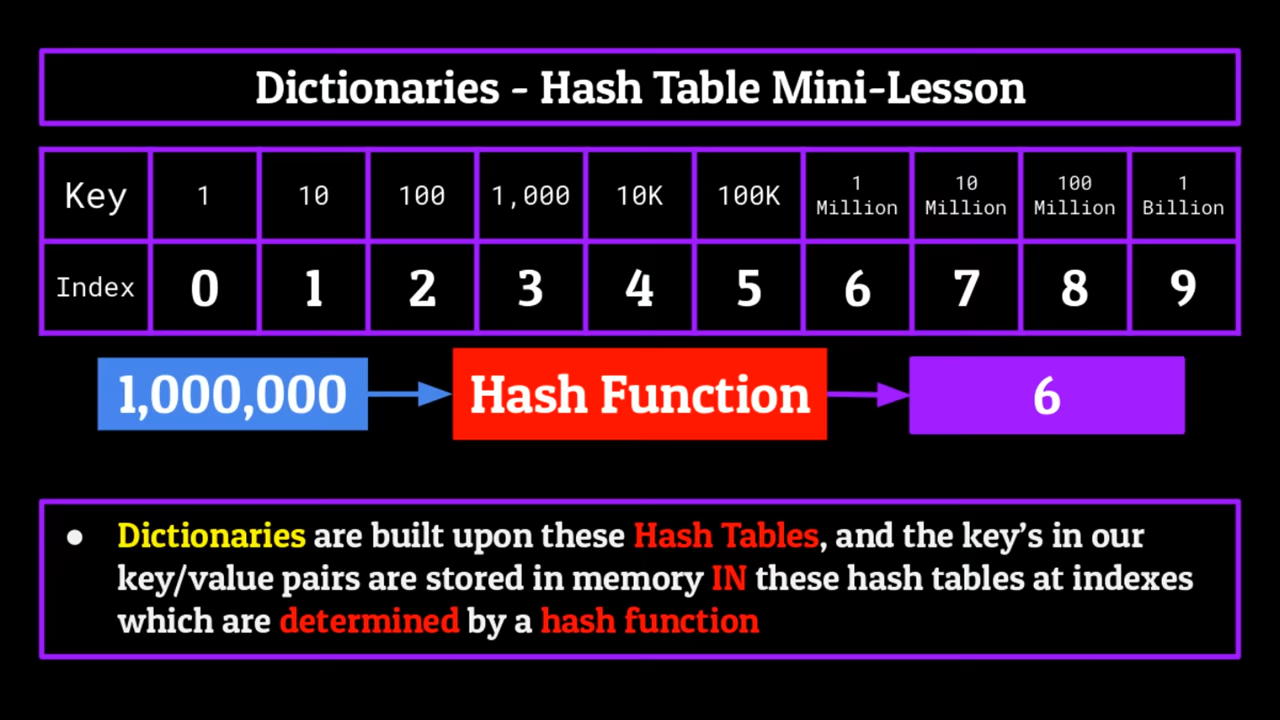 Dictionaries - Hash Table Mini-Lesson
Key 1 10 100 1,000 10K 100K 1 Million 10 Million 100 Million 1 Billion
Index 0 1 2 3 4 5 6 7 8 9
1,000,000 Hash Function 6
● Dictionaries are built upon these Hash Tables, and the key’s in our
key/value pairs are stored in memory IN these hash tables at indexes
which are determined by a hash function